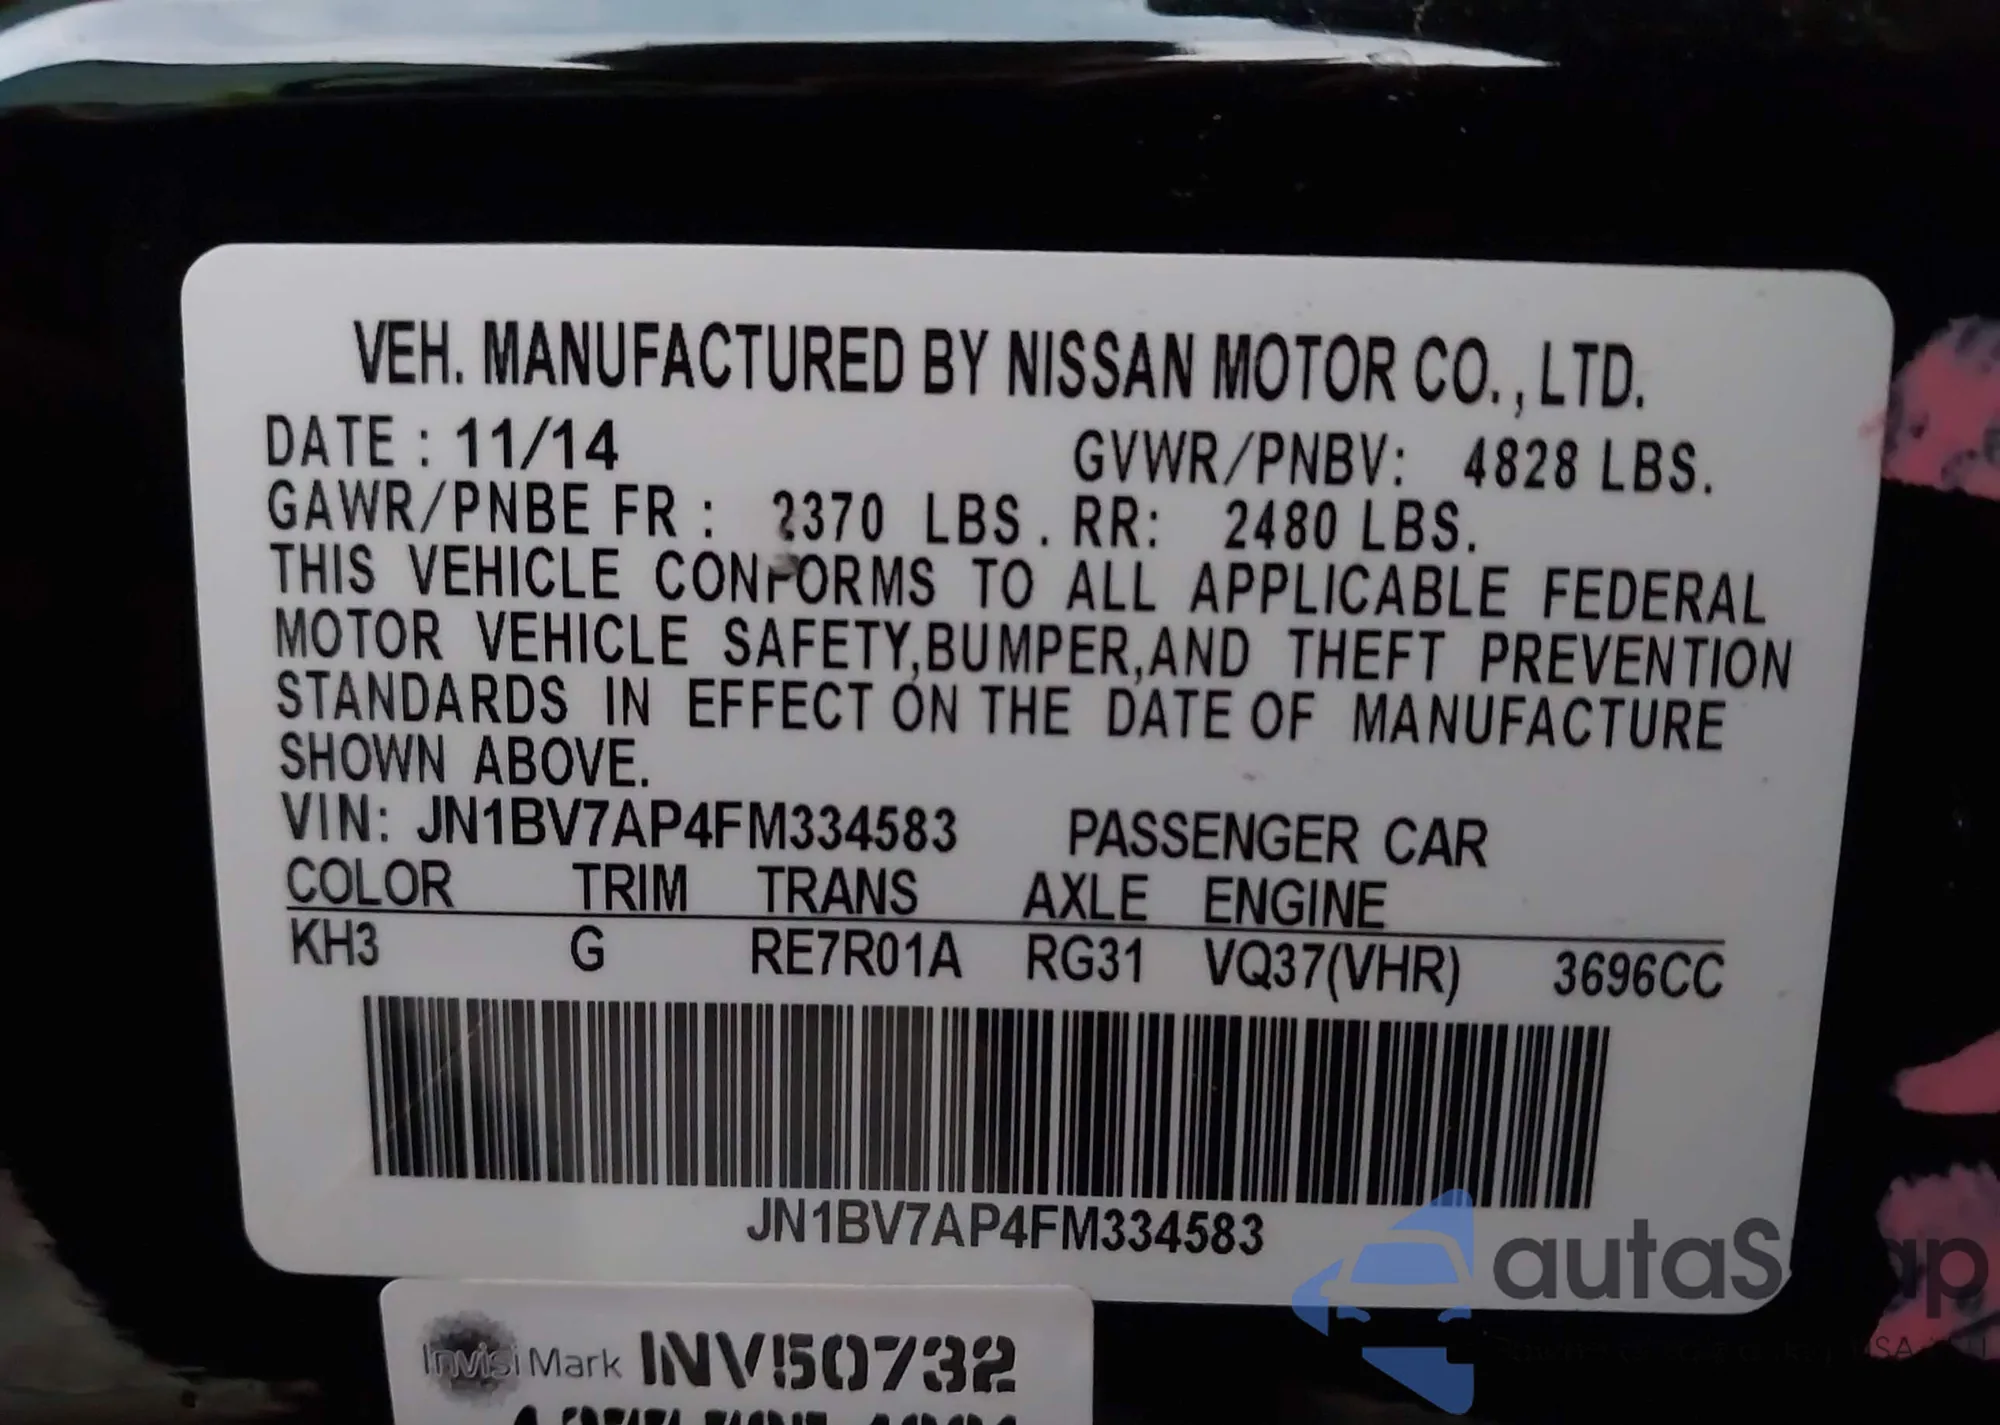 VEH. MANUFACTURED BY NISSAN MOTOR CO., LTD.
DATE : 11/14 GVWR/PNBV: 4828 LBS.
GAWR/PNBE FR : 2370 LBS. RR: 2480 LBS.
THIS VEHICLE CONFORMS TO ALL APPLICABLE FEDERAL
MOTOR VEHICLE SAFETY,BUMPER,AND THEFT PREVENTION
STANDARDS IN EFFECT ON THE DATE OF MANUFACTURE
SHOWN ABOVE.
VIN: JN1BV7AP4FM334583 PASSENGER CAR
COLOR TRIM TRANS AXLE ENGINE
KH3 G RE7R01A RG31 VQ37(VHR) 3696CC
JN1BV7AP4FM334583
InvisiMark INV50732